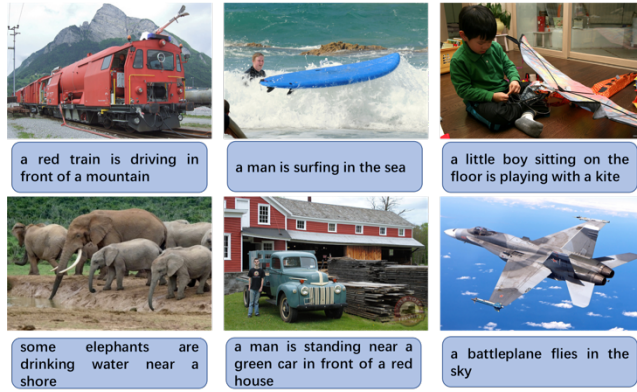 a red train is driving in
front of a mountain
a man is surfing in the sea
a little boy sitting on the
floor is playing with a kite
some elephants are
drinking water near a
shore
a man is standing near a
green car in front of a red
house
a battleplane flies in the
sky